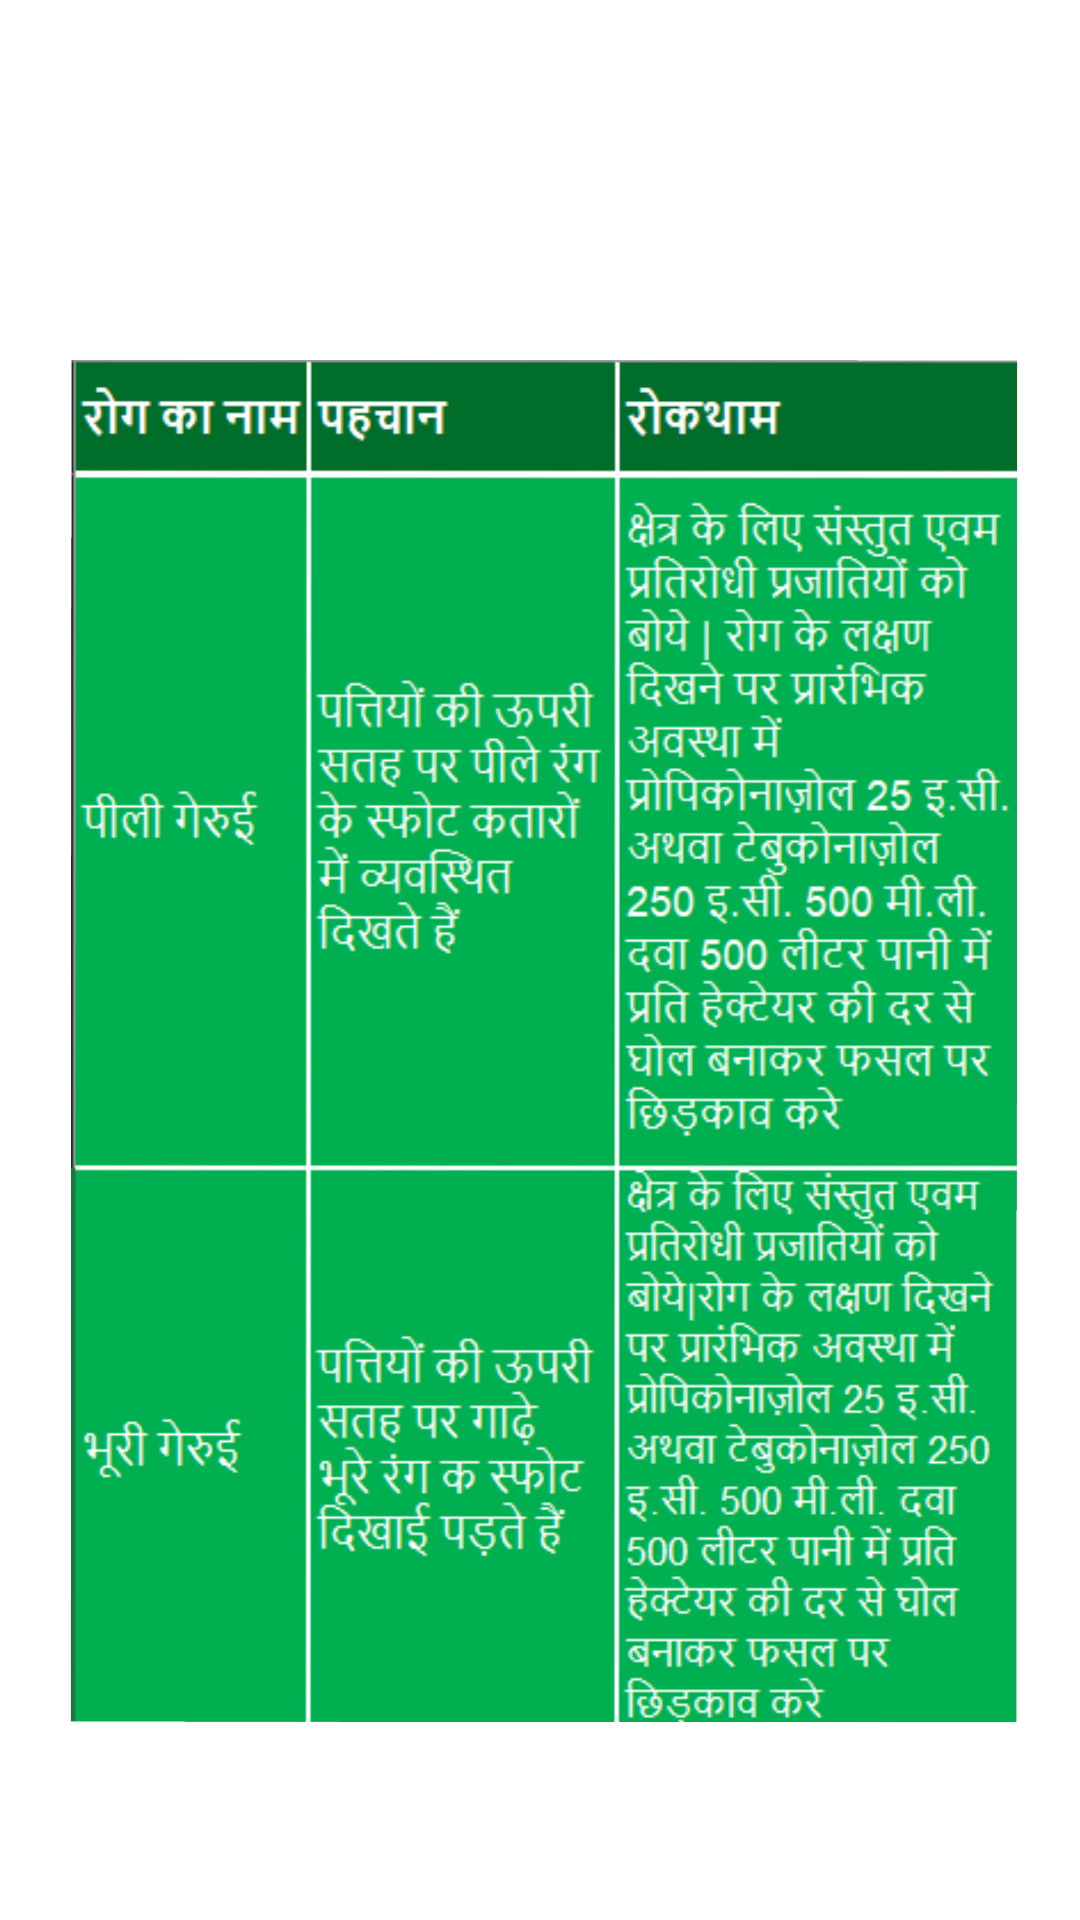 रोग का नाम
पहचान
रोकथाम
पीली गेरुई
पत्तियों की ऊपरी
सतह पर पीले रंग
के स्फोट कतारों
में व्यवस्थित
दिखते हैं
क्षेत्र के लिए संस्तुत एवम
प्रतिरोधी प्रजातियों को
बोये | रोग के लक्षण
दिखने पर प्रारंभिक
अवस्था में
प्रोपिकोनाज़ोल 25 इ.सी.
अथवा टेबुकोनाज़ोल
250 इ.सी. 500 मी.ली.
दवा 500 लीटर पानी में
प्रति हेक्टेयर की दर से
घोल बनाकर फसल पर
छिड़काव करे
भूरी गेरुई
पत्तियों की ऊपरी
सतह पर गाढ़े
भूरे रंग क स्फोट
दिखाई पड़ते हैं
क्षेत्र के लिए संस्तुत एवम
प्रतिरोधी प्रजातियों को
बोये|रोग के लक्षण दिखने
पर प्रारंभिक अवस्था में
प्रोपिकोनाज़ोल 25 इ.सी.
अथवा टेबुकोनाज़ोल 250
इ.सी. 500 मी.ली. दवा
500 लीटर पानी में प्रति
हेक्टेयर की दर से घोल
बनाकर फसल पर
छिड़काव करे